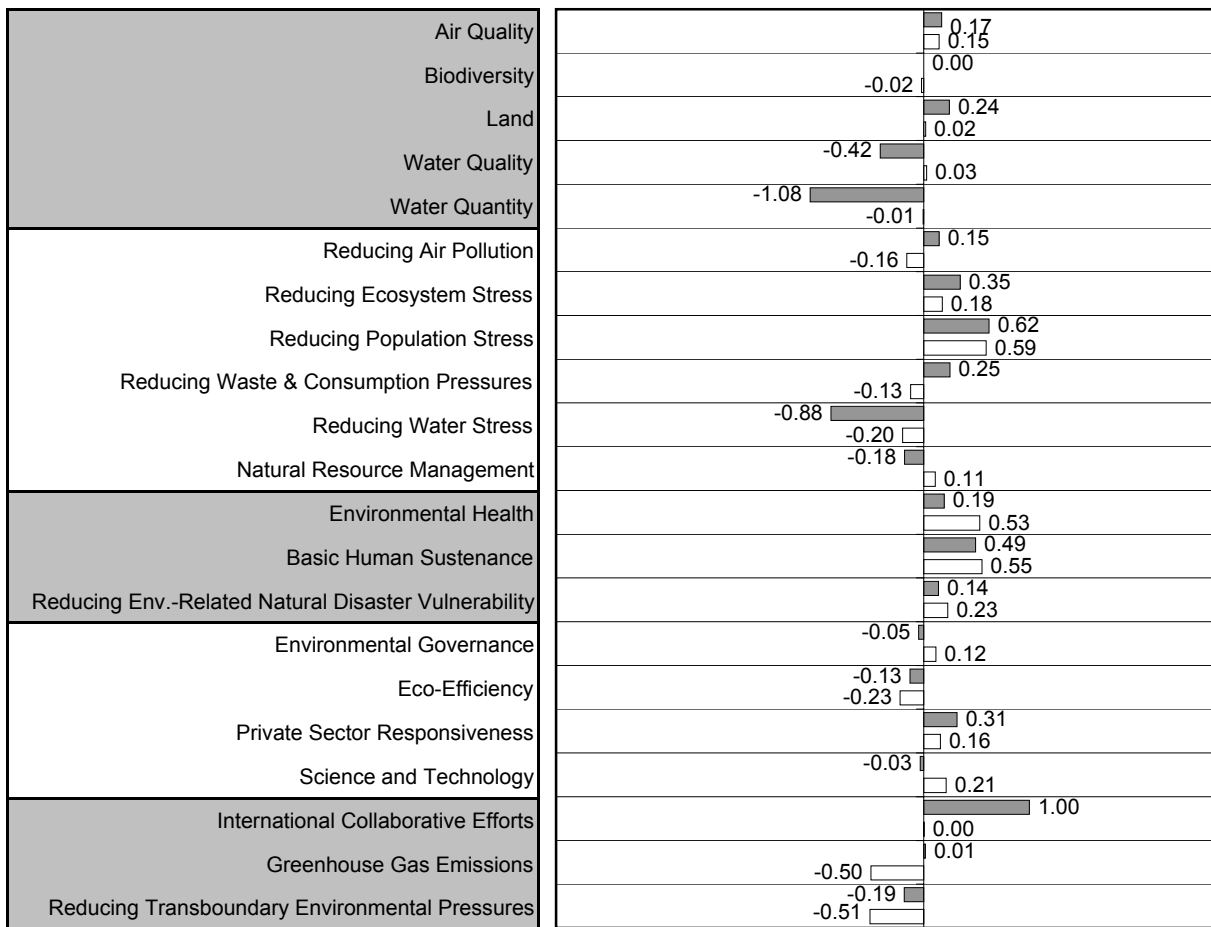 Air Quality
0.17
0.15
Biodiversity
0.00
-0.02
Land
0.24
0.02
Water Quality
-0.42
0.03
Water Quantity
-1.08
-0.01
Reducing Air Pollution
0.15
-0.16
Reducing Ecosystem Stress
0.35
0.18
Reducing Population Stress
0.62
0.59
Reducing Waste & Consumption Pressures
0.25
-0.13
Reducing Water Stress
-0.88
-0.20
Natural Resource Management
-0.18
0.11
Environmental Health
0.19
0.53
Basic Human Sustenance
0.49
0.55
Reducing Env.-Related Natural Disaster Vulnerability
0.14
0.23
Environmental Governance
-0.05
0.12
Eco-Efficiency
-0.13
-0.23
Private Sector Responsiveness
0.31
0.16
Science and Technology
-0.03
0.21
International Collaborative Efforts
1.00
0.00
Greenhouse Gas Emissions
0.01
-0.50
Reducing Transboundary Environmental Pressures
-0.19
-0.51